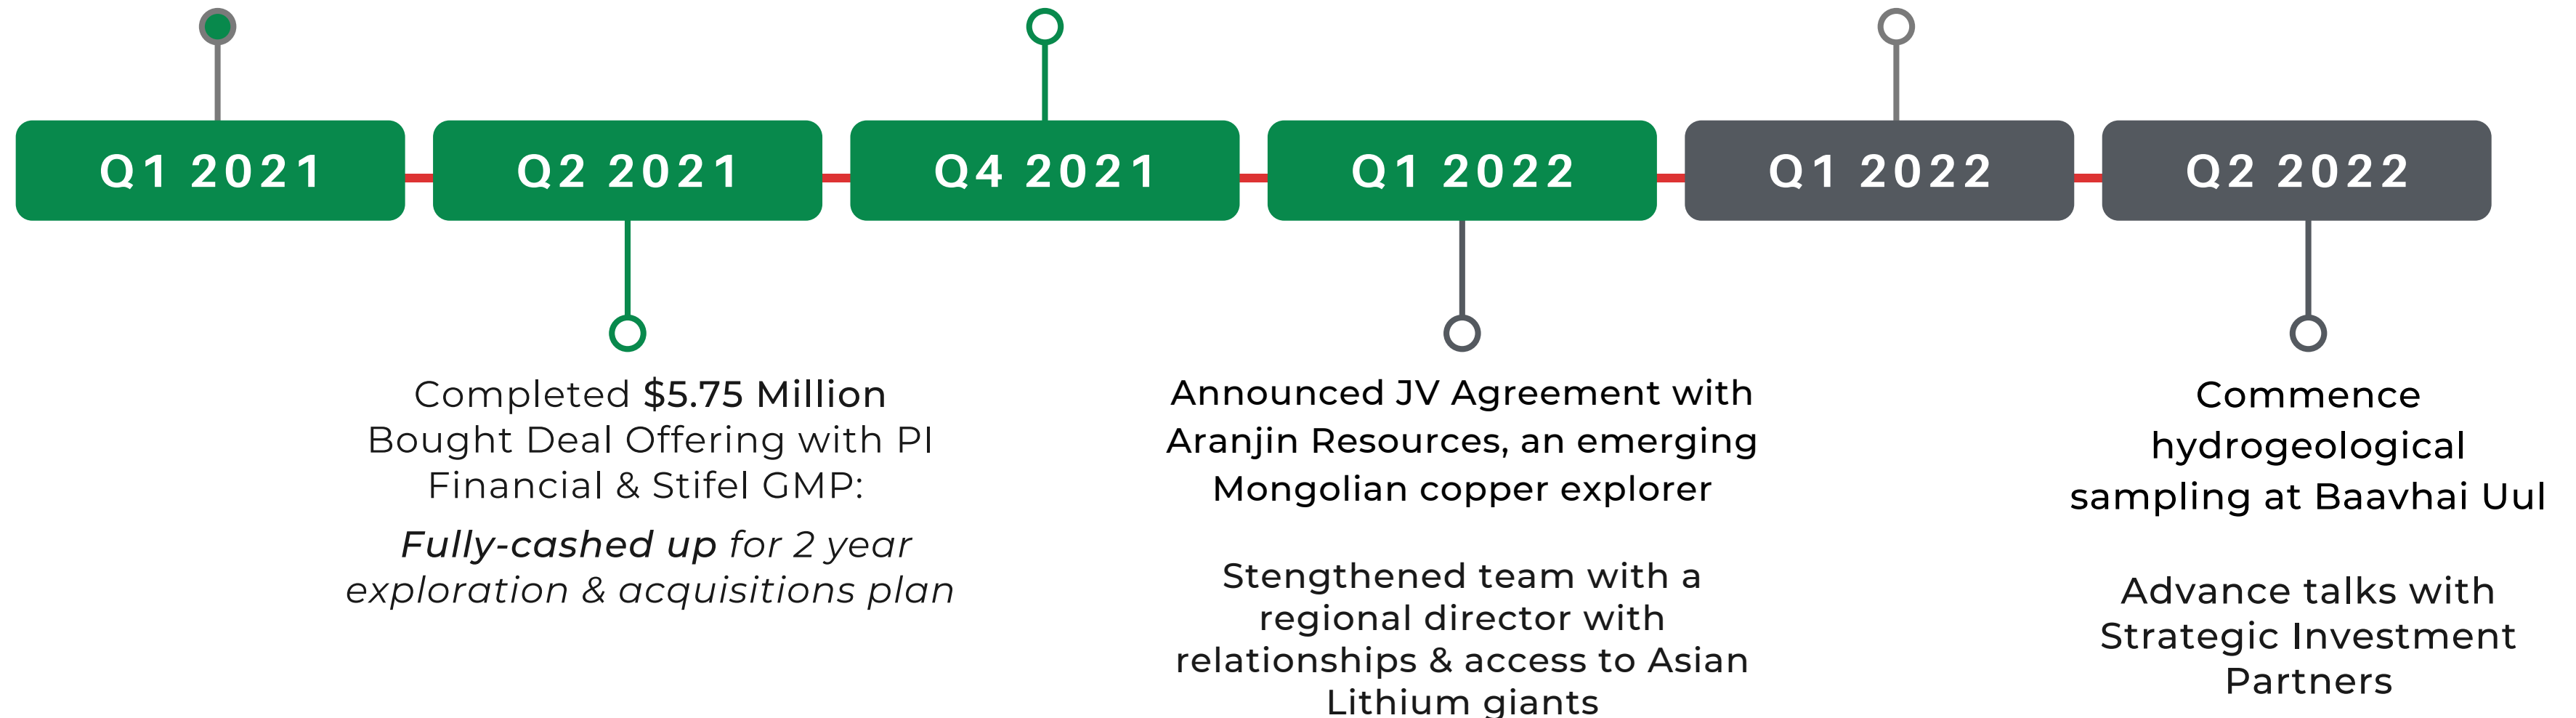 Q1 2021
Q2 2021
Q4 2021
Q1 2022
Q1 2022
Q2 2022
Completed $5.75 Million
Bought Deal Offering with PI
Financial & Stifel GMP:
Fully-cashed up for 2 year
exploration & acquisitions plan
Announced JV Agreement with
Aranjin Resources, an emerging
Mongolian copper explorer
Stengthened team with a
regional director with
relationships & access to Asian
Lithium giants
Commence
hydrogeological
sampling at Baavhai Uul
Advance talks with
Strategic Investment
Partners